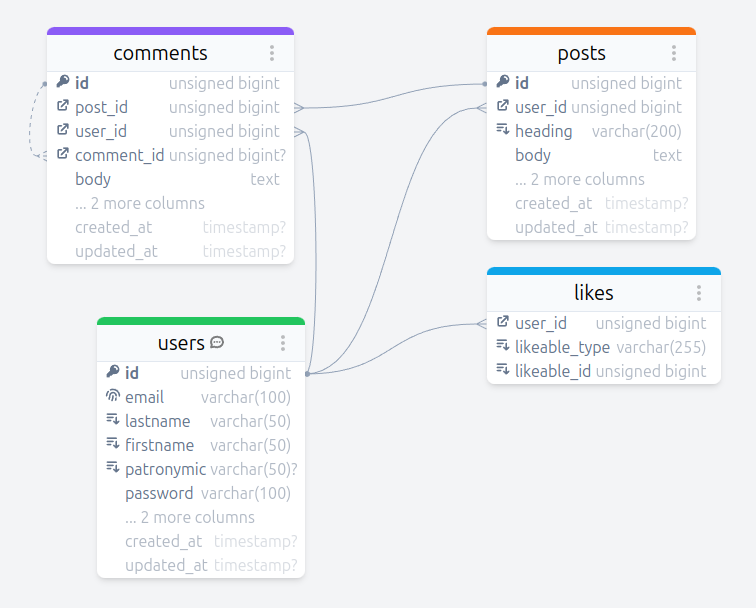 comments
id unsigned bigint
post_id unsigned bigint
user_id unsigned bigint
comment_id unsigned bigint?
body text
... 2 more columns
created_at timestamp?
updated_at timestamp?
posts
id unsigned bigint
user_id unsigned bigint
heading varchar(200)
body text
... 2 more columns
created_at timestamp?
updated_at timestamp?
likes
user_id unsigned bigint
likeable_type varchar(255)
likeable_id unsigned bigint
users
id unsigned bigint
email varchar(100)
lastname varchar(50)
firstname varchar(50)
patronymic varchar(50)?
password varchar(100)
... 2 more columns
created_at timestamp?
updated_at timestamp?